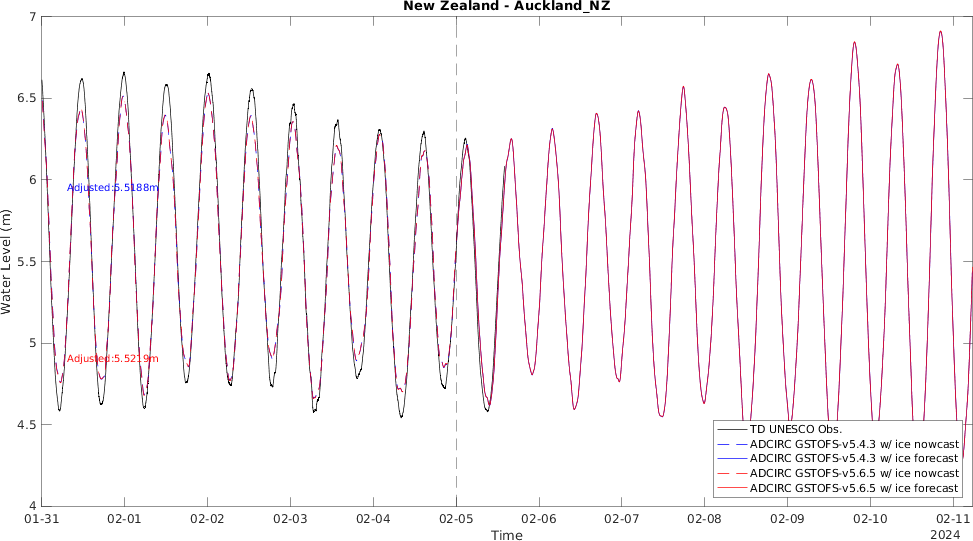 New Zealand - Auckland_NZ
7
6.5
6
5.5
5
4.5
4
Water Level (m)
Adjusted:5.5188m
Adjusted:5.5219m
TD UNESCO Obs.
ADCIRC GSTOFS-v5.4.3 w/ ice nowcast
ADCIRC GSTOFS-v5.4.3 w/ ice forecast
ADCIRC GSTOFS-v5.6.5 w/ ice nowcast
ADCIRC GSTOFS-v5.6.5 w/ ice forecast
01-31 02-01 02-02 02-03 02-04 02-05 02-06 02-07 02-08 02-09 02-10 02-11
Time
2024